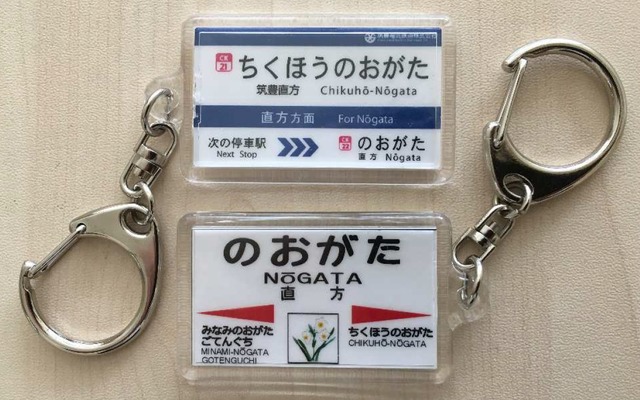 CK
21
ちくほうのおがた
筑豊直方 Chikuhō-Nōgata
直方方面 For Nōgata
次の停車駅
Next Stop
CK
22
のおがた
直方 Nōgata
のおがた
NōGATA
直方
みなみのおがた
ごてんぐち
MINAMI-NŌGATA
GOTENGUCHI
ちくほうのおがた
CHIKUHŌ-NŌGATA